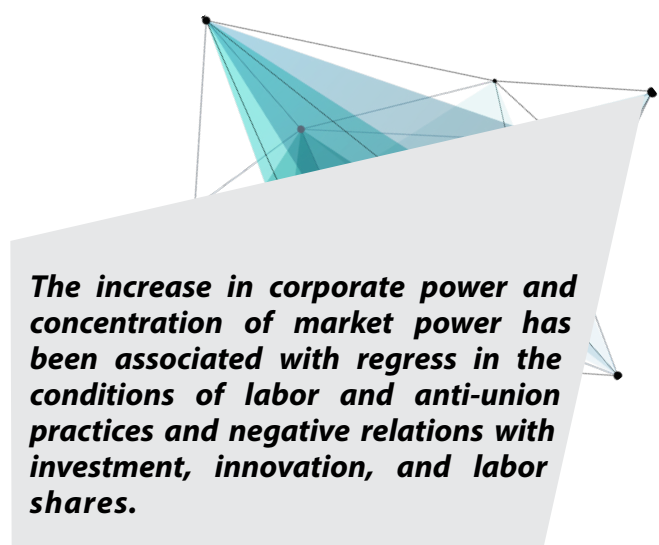 The increase in corporate power and
concentration of market power has
been associated with regress in the
conditions of labor and anti-union
practices and negative relations with
investment, innovation, and labor
shares.